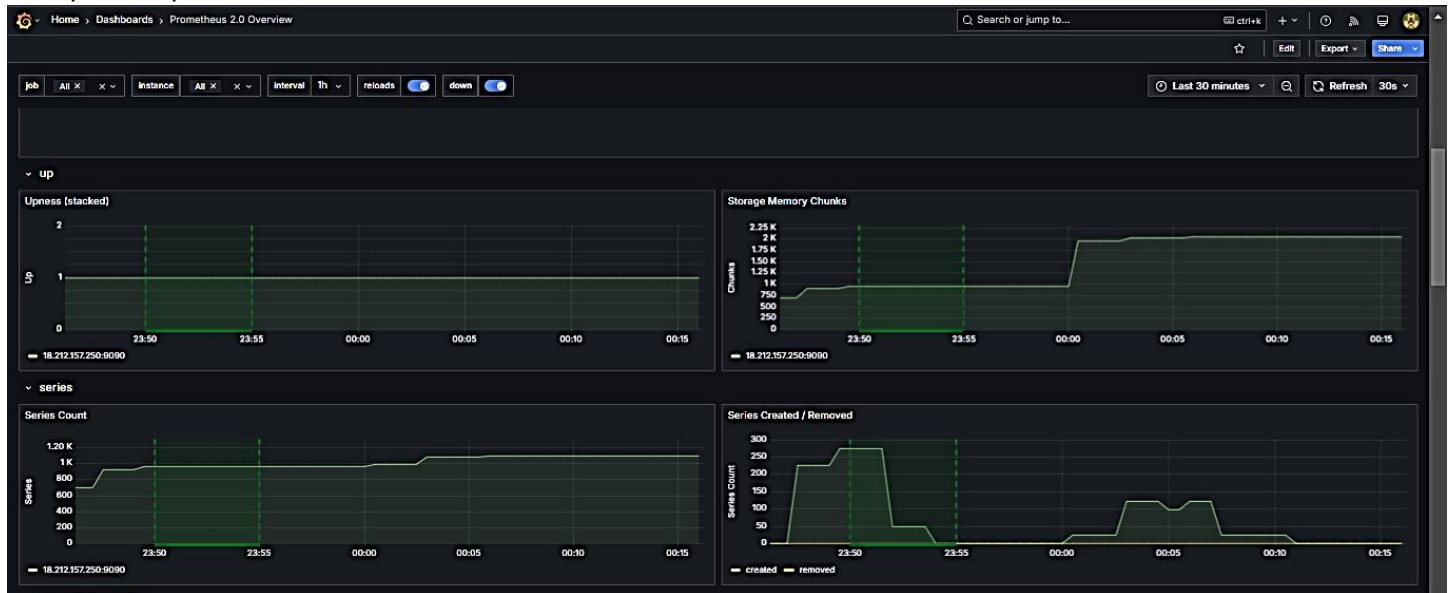 Home › Dashboards › Prometheus 2.0 Overview
Search or jump to...
ctrl+k
Edit
Export
Share
job All × ×
instance All × ×
interval 1h
reloads
down
Last 30 minutes
Refresh 30s
up
Upness (stacked)
2
1
0
Up
23:50 23:55 00:00 00:05 00:10 00:15
18.212.157.250:9090
Storage Memory Chunks
2.25 K
2 K
1.75 K
1.50 K
1.25 K
1 K
750
500
250
0
Chunks
23:50 23:55 00:00 00:05 00:10 00:15
18.212.157.250:9090
series
Series Count
1.20 K
1 K
800
600
400
200
0
Series
23:50 23:55 00:00 00:05 00:10 00:15
18.212.157.250:9090
Series Created / Removed
300
250
200
150
100
50
0
Series Count
23:50 23:55 00:00 00:05 00:10 00:15
created removed